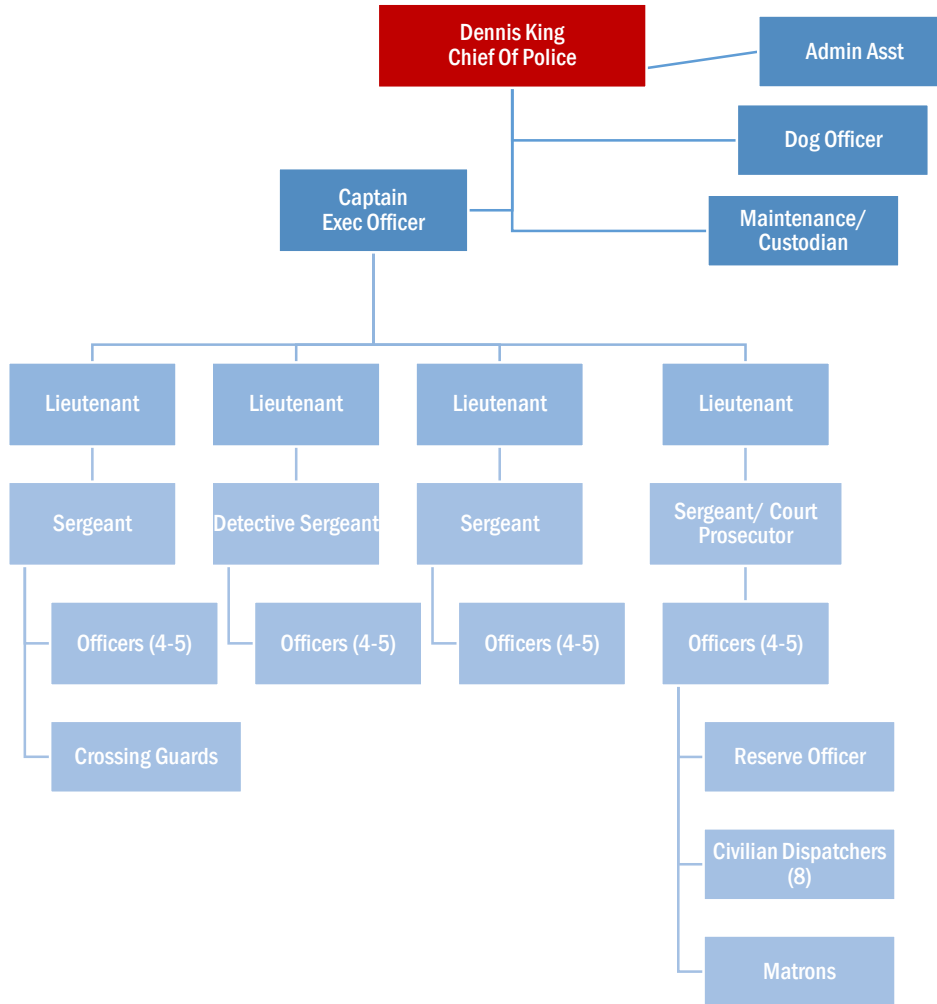 Dennis King
Chief Of Police
Admin Asst
Dog Officer
Captain
Exec Officer
Maintenance/
Custodian
Lieutenant
Lieutenant
Lieutenant
Lieutenant
Sergeant
Detective Sergeant
Sergeant
Sergeant/ Court
Prosecutor
Officers (4-5)
Officers (4-5)
Officers (4-5)
Officers (4-5)
Crossing Guards
Reserve Officer
Civilian Dispatchers
(8)
Matrons